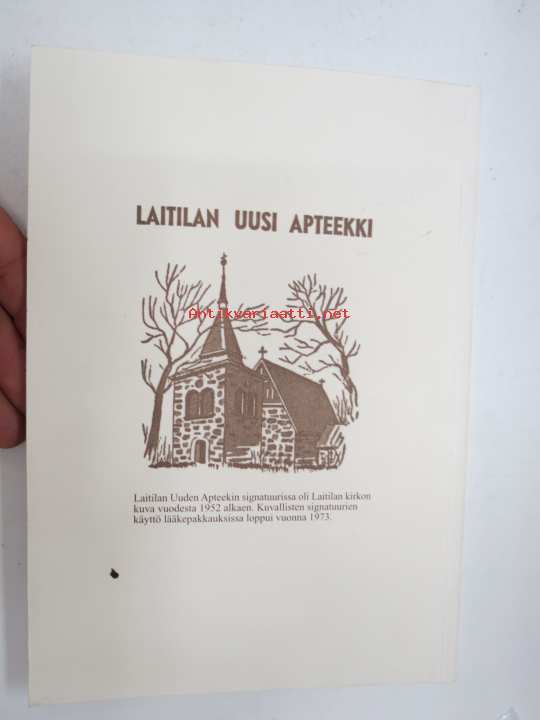 LAITILAN UUSI APTEEKKI
Antikvariaatti.net
Laitilan Uuden Apteekin signatuurissa oli Laitilan kirkon
kuva vuodesta 1952 alkaen. Kuvallisten signatuurien
käyttö lääkepakkauksissa loppui vuonna 1973.